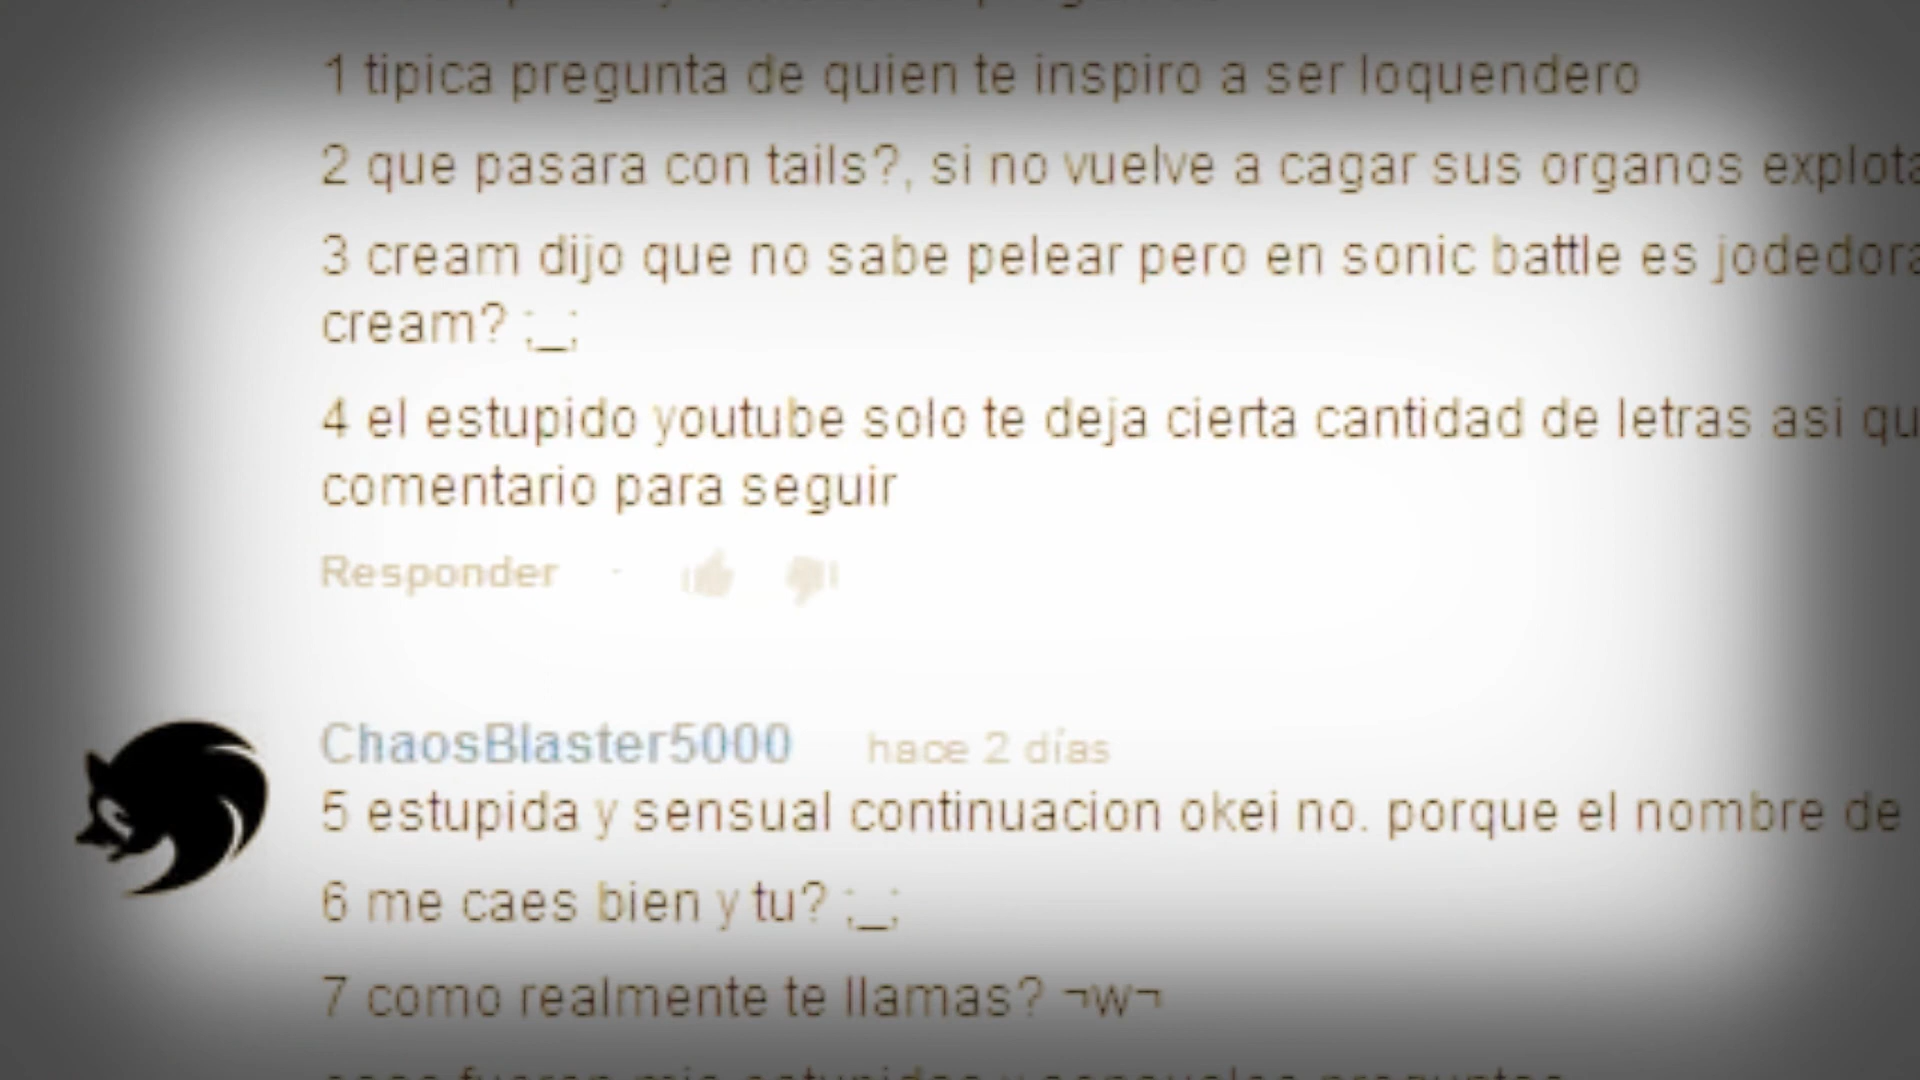 1 tipica pregunta de quien te inspiro a ser loquendero
2 que pasara con tails?, si no vuelve a cagar sus organos explota
3 cream dijo que no sabe pelear pero en sonic battle es jodedora
cream? ;_;
4 el estupido youtube solo te deja cierta cantidad de letras asi qu
comentario para seguir
Responder ·
ChaosBlaster5000 hace 2 días
5 estupida y sensual continuacion okei no. porque el nombre de
6 me caes bien y tu? ;_;
7 como realmente te llamas? ¬w¬